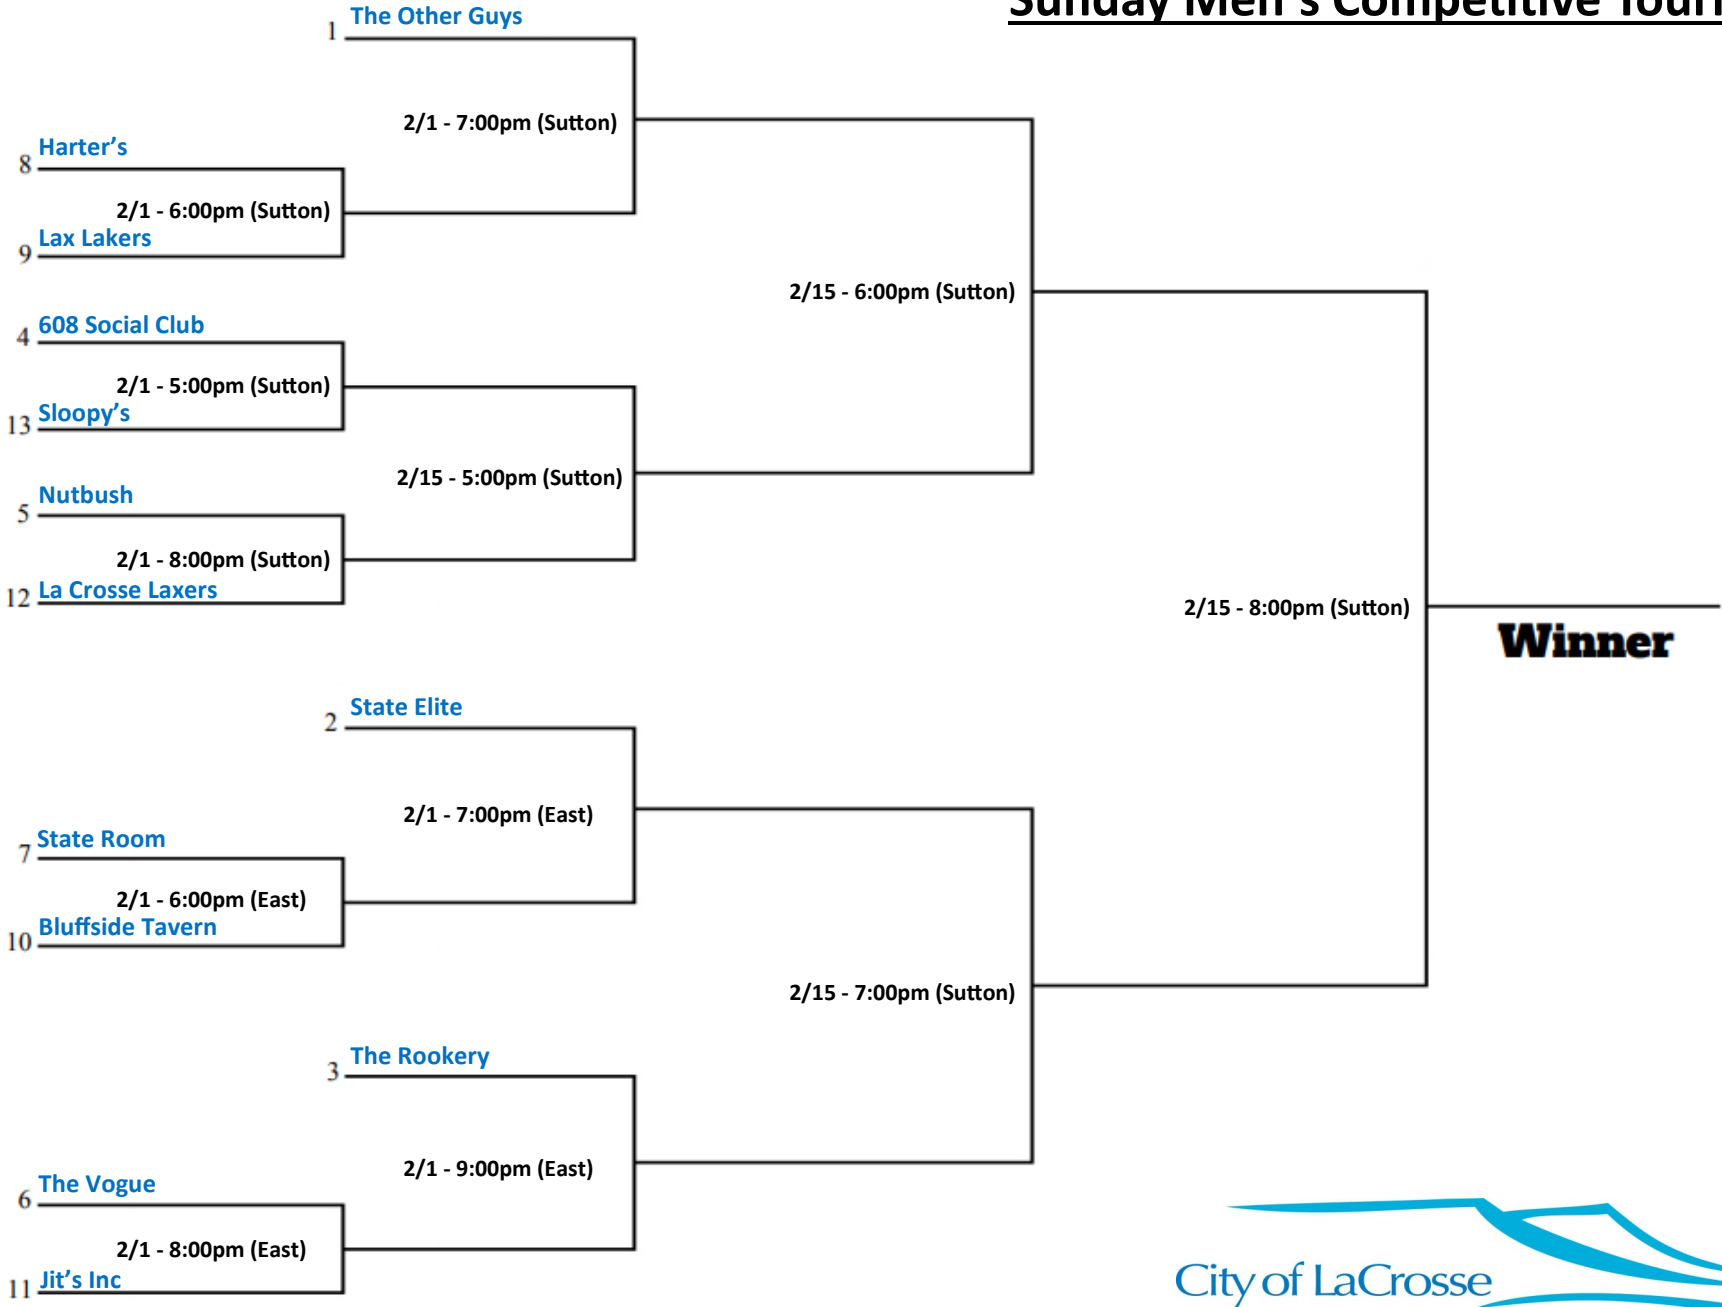 Sunday Men's Competitive Tourn
1 The Other Guys
2/1 - 7:00pm (Sutton)
8 Harter’s
2/1 - 6:00pm (Sutton)
9 Lax Lakers
2/15 - 6:00pm (Sutton)
4 608 Social Club
2/1 - 5:00pm (Sutton)
13 Sloopy’s
2/15 - 5:00pm (Sutton)
5 Nutbush
2/1 - 8:00pm (Sutton)
12 La Crosse Laxers
2/15 - 8:00pm (Sutton)
Winner
2 State Elite
2/1 - 7:00pm (East)
7 State Room
2/1 - 6:00pm (East)
10 Bluffside Tavern
2/15 - 7:00pm (Sutton)
3 The Rookery
2/1 - 9:00pm (East)
6 The Vogue
2/1 - 8:00pm (East)
11 Jit’s Inc
City of LaCrosse